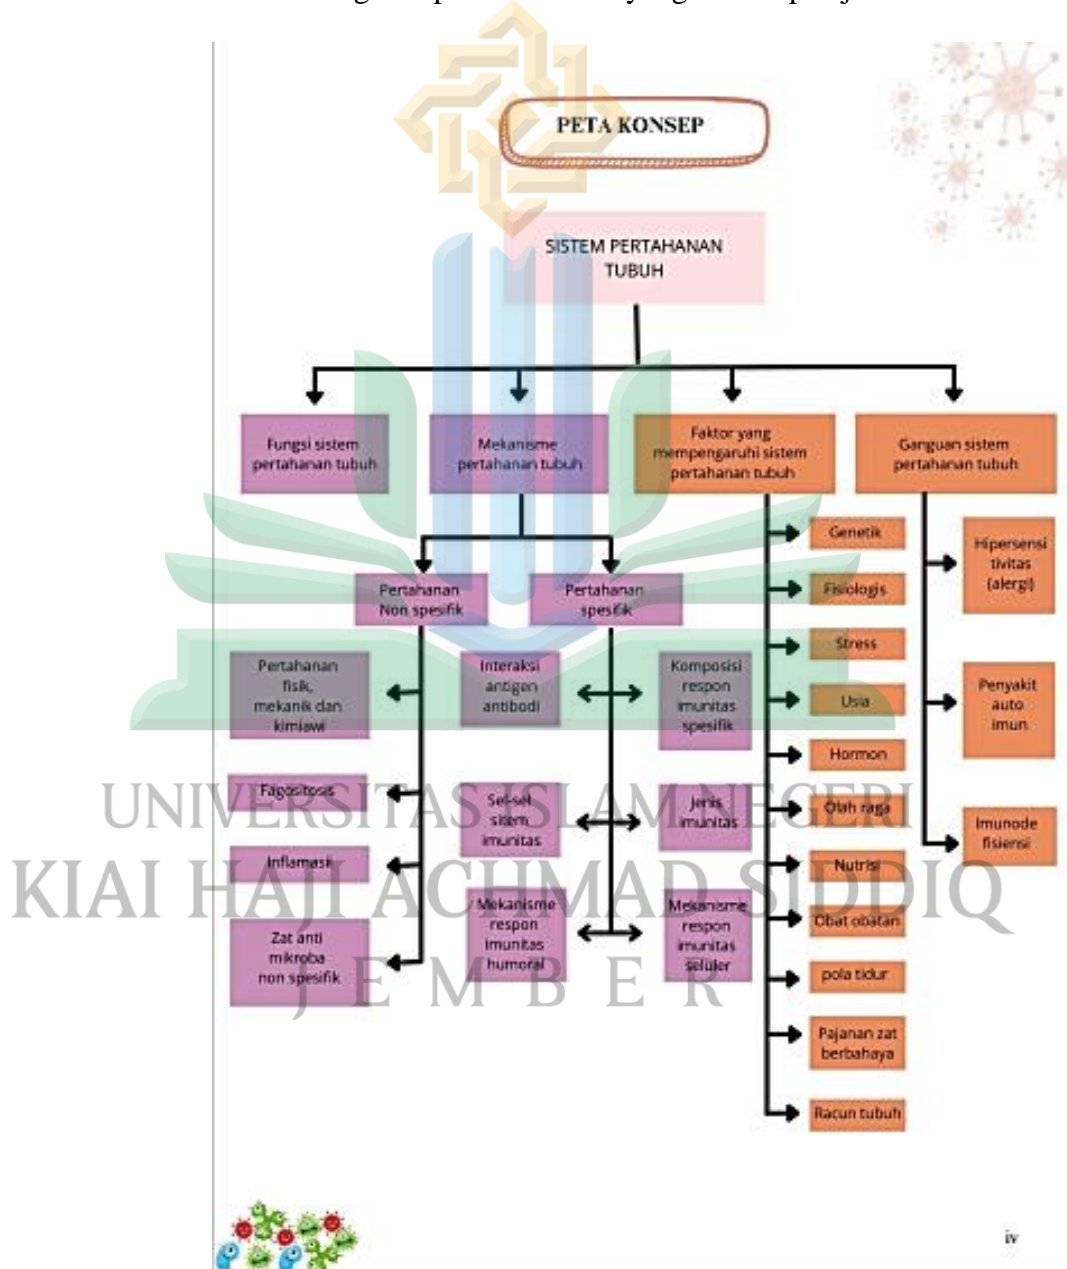 PETA KONSEP
SISTEM PERTAHANAN
TUBUH
Fungsi sistem
pertahanan tubuh
Mekanisme
pertahanan tubuh
Faktor yang
mempengaruhi sistem
pertahanan tubuh
Ganguan sistem
pertahanan tubuh
Pertahanan
Non spesifik
Pertahanan
spesifik
Pertahanan
fisik,
mekanik dan
kimiawi
Fagositosis
Inflamasi
Zat anti
mikroba
non spesifik
Interaksi
antigen
antibodi
Komposisi
respon
imunitas
spesifik
Sel-sel
sitem
imunitas
Jenis
imunitas
Mekanisme
respon
imunitas
humoral
Mekanisme
respon
imunitas
seluler
Genetik
Fisiologis
Stress
Usia
Hormon
Olah raga
Nutrisi
Obat obatan
pola tidur
Pajanan zat
berbahaya
Racun tubuh
Hipersensi
tivitas
(alergi)
Penyakit
auto
imun
Imunode
fisiensi
UNIVERSITAS ISLAM NEGERI
KIAI HAJI ACHMAD SIDDIQ
JEMBER
iv